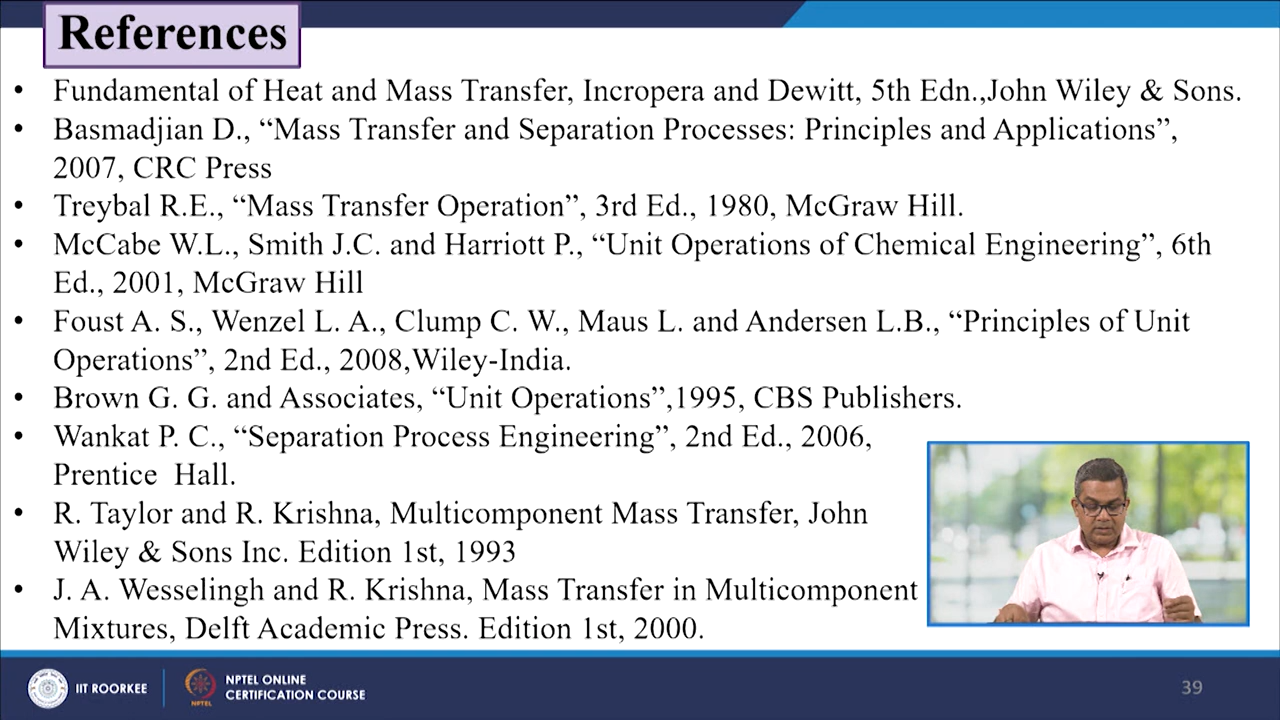 References
• Fundamental of Heat and Mass Transfer, Incropera and Dewitt, 5th Edn.,John Wiley & Sons.
• Basmadjian D., “Mass Transfer and Separation Processes: Principles and Applications”,
2007, CRC Press
• Treybal R.E., “Mass Transfer Operation”, 3rd Ed., 1980, McGraw Hill.
• McCabe W.L., Smith J.C. and Harriott P., “Unit Operations of Chemical Engineering”, 6th
Ed., 2001, McGraw Hill
• Foust A. S., Wenzel L. A., Clump C. W., Maus L. and Andersen L.B., “Principles of Unit
Operations”, 2nd Ed., 2008,Wiley-India.
• Brown G. G. and Associates, “Unit Operations”,1995, CBS Publishers.
• Wankat P. C., “Separation Process Engineering”, 2nd Ed., 2006,
Prentice Hall.
• R. Taylor and R. Krishna, Multicomponent Mass Transfer, John
Wiley & Sons Inc. Edition 1st, 1993
• J. A. Wesselingh and R. Krishna, Mass Transfer in Multicomponent
Mixtures, Delft Academic Press. Edition 1st, 2000.
IIT ROORKEE
NPTEL
NPTEL ONLINE
CERTIFICATION COURSE
39